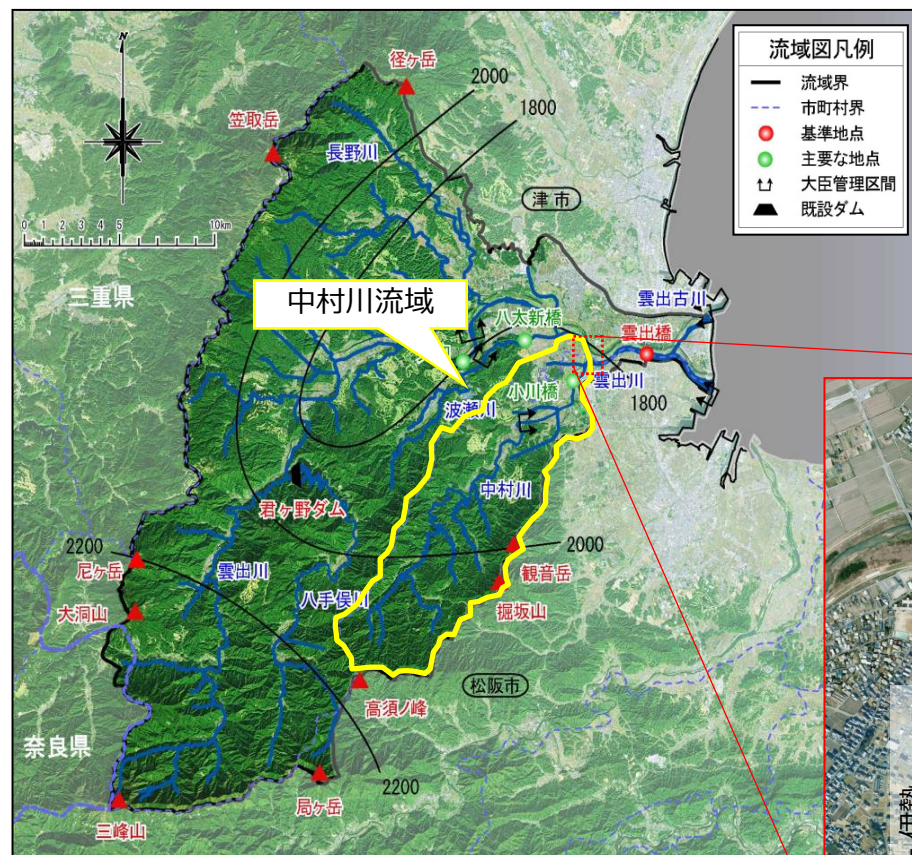 N
径ヶ岳
2000
笠取岳
1800
長野川
流域図凡例
流域界
市町村界
基準地点
主要な地点
大臣管理区間
既設ダム
津市
0 1 2 3 4 5
10km
三重県
中村川流域
八太新橋
雲出古川
雲出橋
雲出川
小川橋
1800
波瀬川
中村川
君ヶ野ダム
2200
尼ヶ岳
雲出川
2000
観音岳
大洞山
八手俣川
掘坂山
高須ノ峰
松阪市
奈良県
2200
局ヶ岳
三峰山